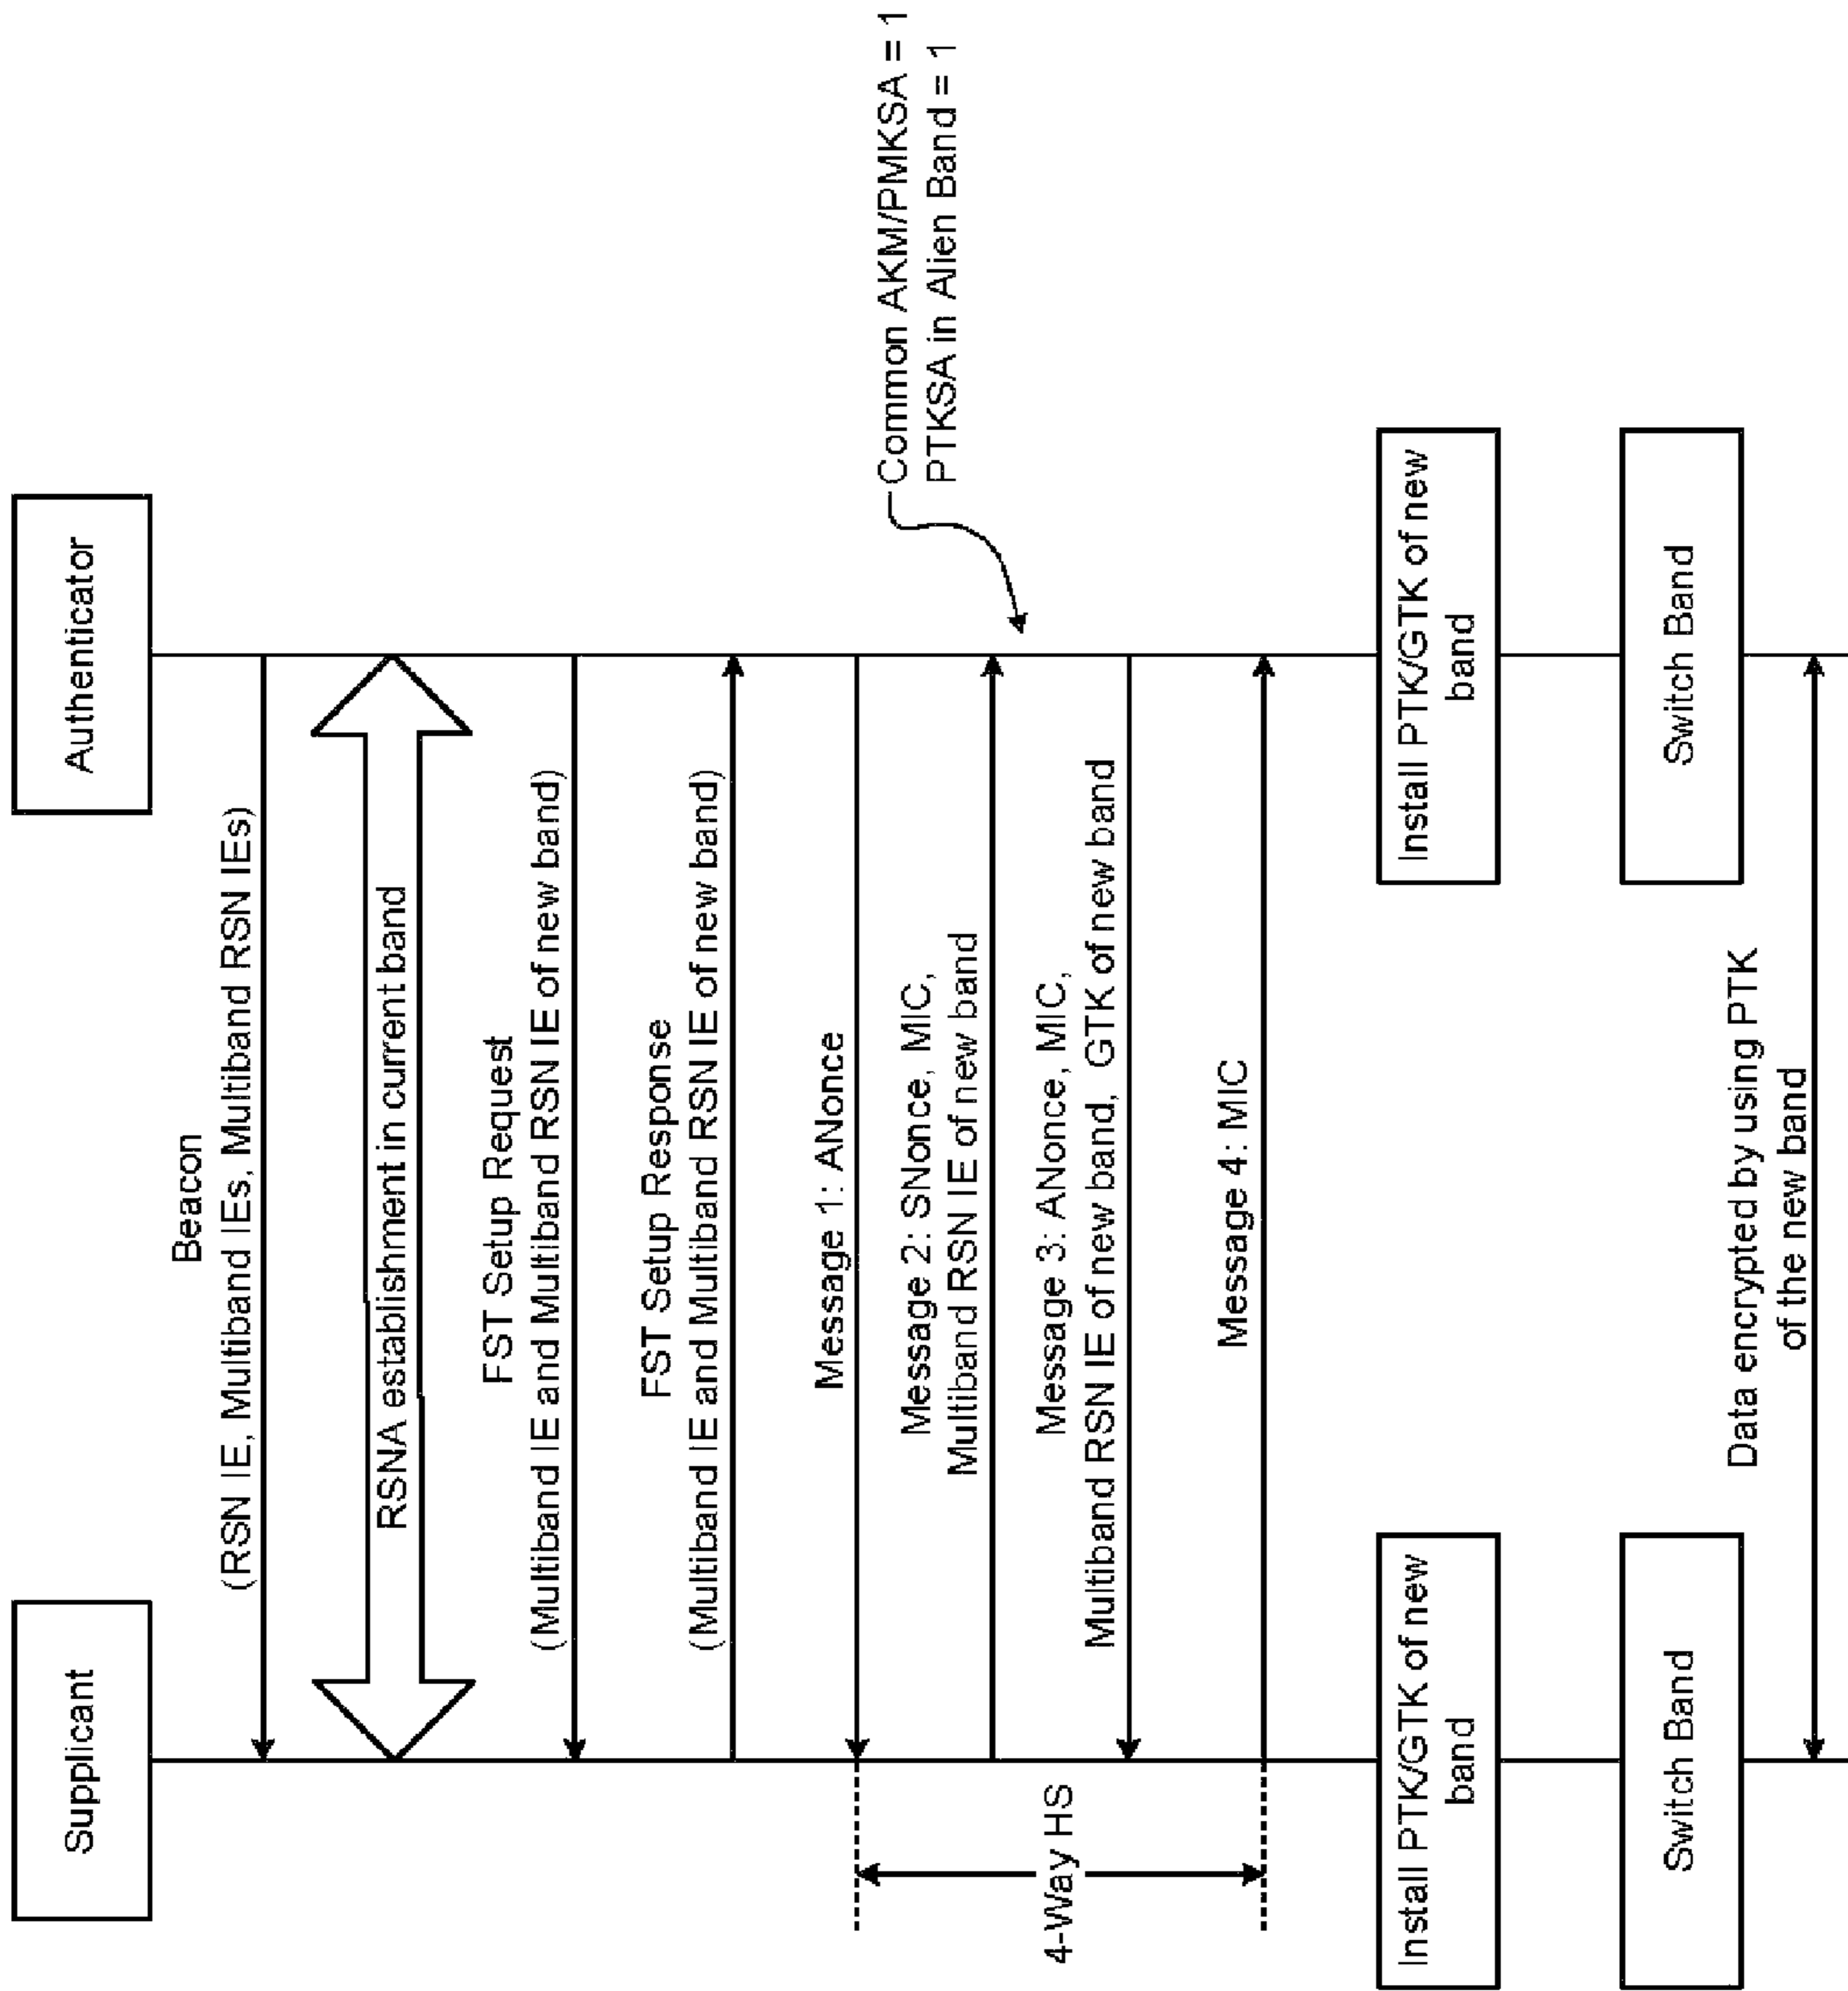 Supplicant
Authenticator
Beacon
(RSN IE, Multiband IEs, Multiband RSN IEs)
RSNA establishment in current band
FST Setup Request
(Multiband IE and Multiband RSN IE of new band)
FST Setup Response
(Multiband IE and Multiband RSN IE of new band)
Message 1: ANonce
Common AKM/PMKSA = 1
PTKSA in Alien Band = 1
4-Way HS
Message 2: SNonce, MIC,
Multiband RSN IE of new band
Message 3: ANonce, MIC,
Multiband RSN IE of new band, GTK of new band
Message 4: MIC
Install PTK/GTK of new
band
Install PTK/GTK of new
band
Switch Band
Switch Band
Data encrypted by using PTK
of the new band